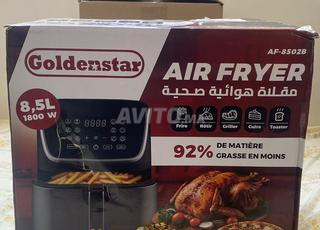 AF-8502B
Goldenstar
AIR FRYER
مقلاة هوائية صحية
8,5L
1800 W
Frire Rôtir Griller Cuire Toaster
AVITO.MA
92% DE MATIÈRE
GRASSE EN MOINS